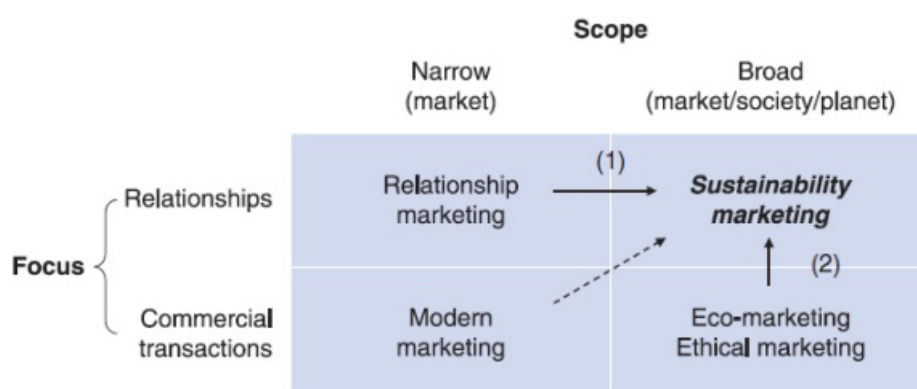 Scope
Narrow
(market)
Broad
(market/society/planet)
Focus
Relationships
Relationship
marketing
(1)
Sustainability
marketing
(2)
Commercial
transactions
Modern
marketing
Eco-marketing
Ethical marketing